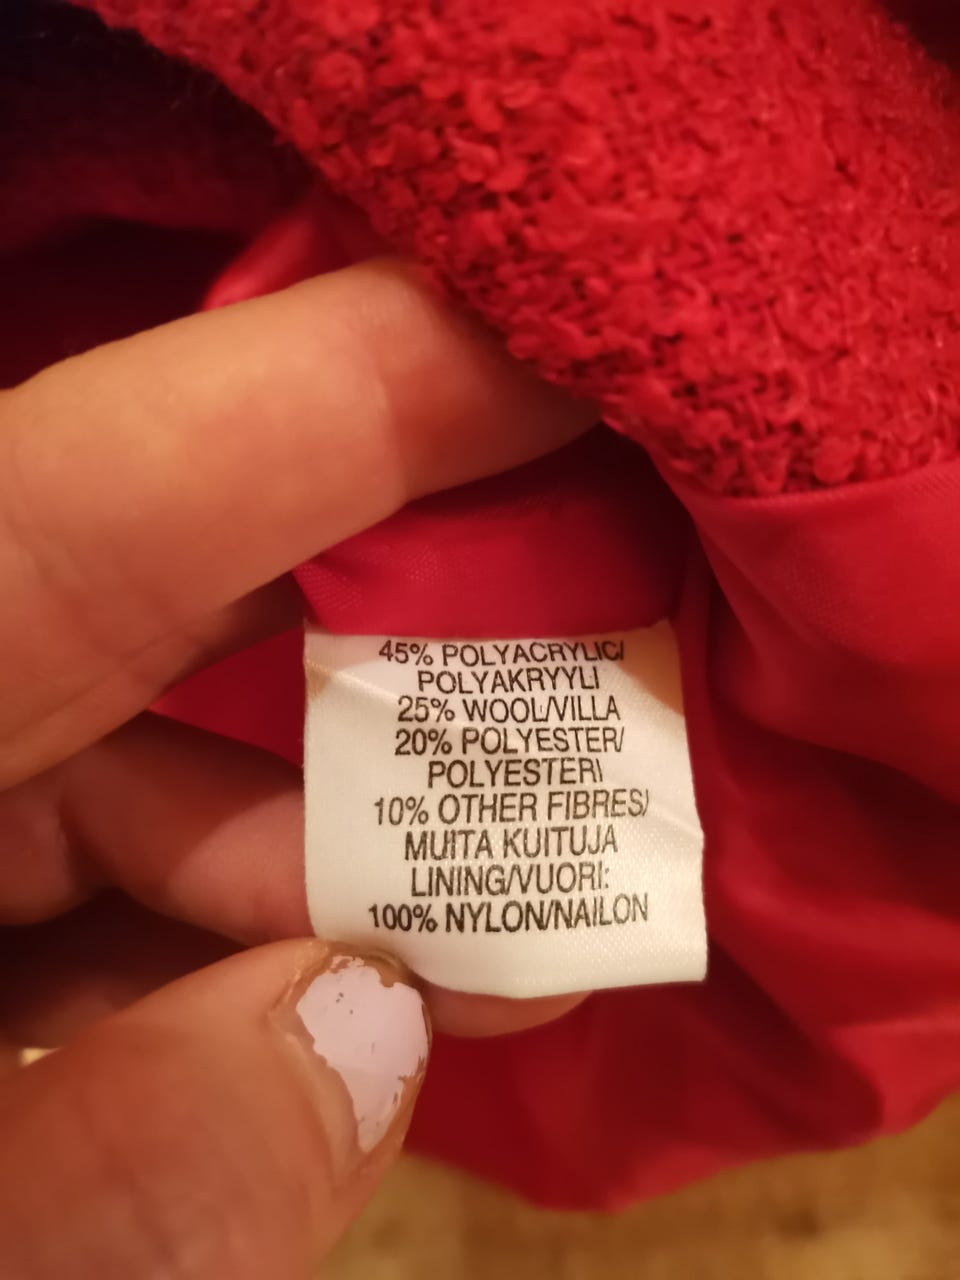 45% POLYACRYLIC/
POLYAKRYYLI
25% WOOL/VILLA
20% POLYESTER/
POLYESTERI
10% OTHER FIBRES/
MUITA KUITUJA
LINING/VUORI:
100% NYLON/NAILON